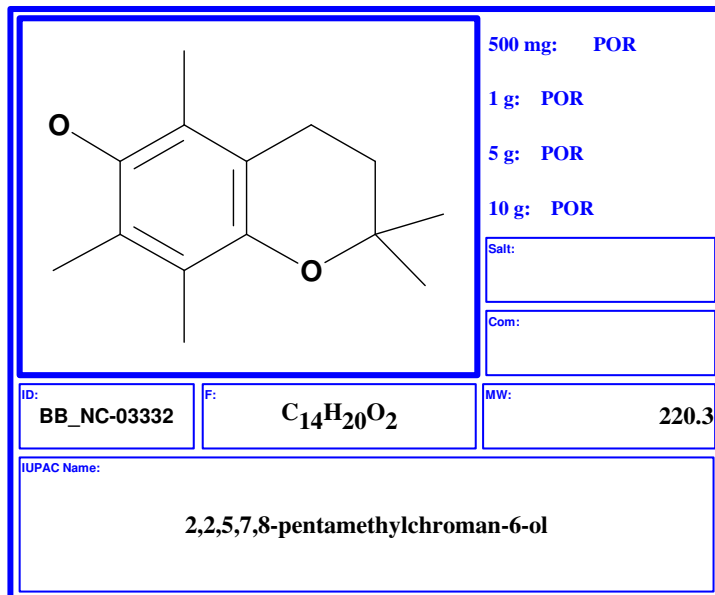 500 mg: POR
1 g: POR
5 g: POR
10 g: POR
O
O
Salt:
Com:
ID:
BB_NC-03332
F:
C14H20O2
MW:
220.3
IUPAC Name:
2,2,5,7,8-pentamethylchroman-6-ol